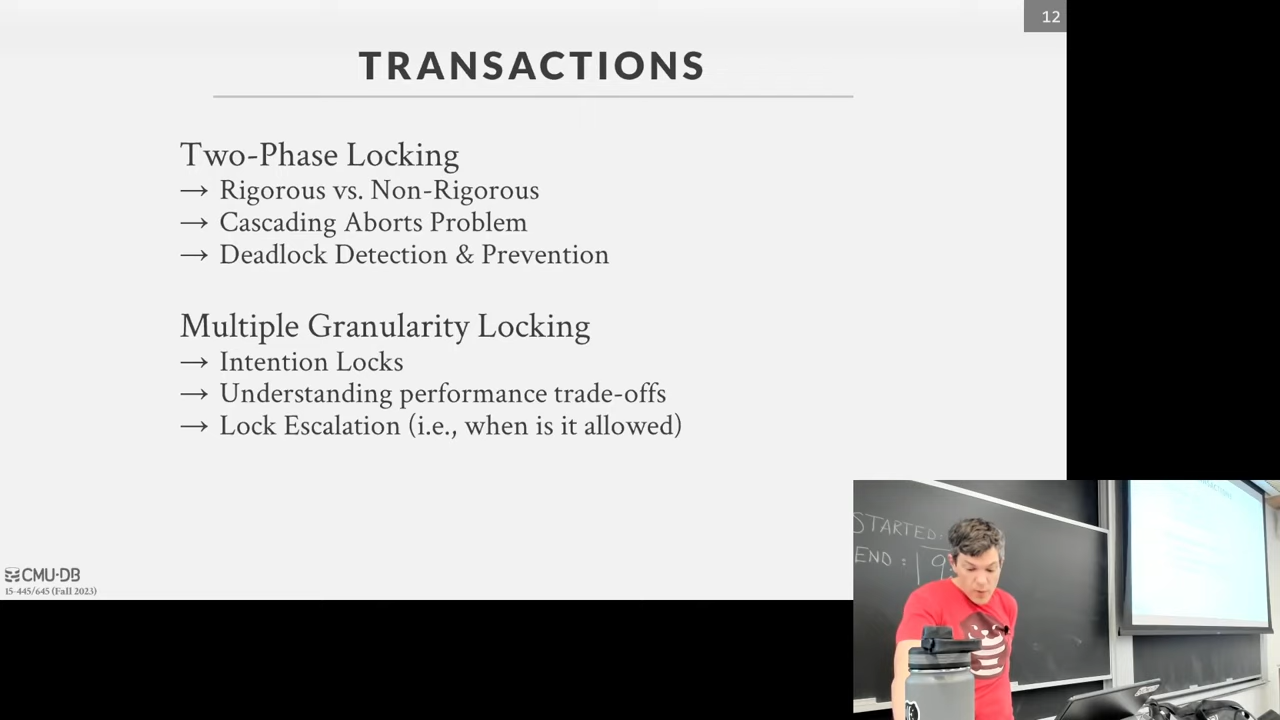 12
TRANSACTIONS
Two-Phase Locking
→ Rigorous vs. Non-Rigorous
→ Cascading Aborts Problem
→ Deadlock Detection & Prevention
Multiple Granularity Locking
→ Intention Locks
→ Understanding performance trade-offs
→ Lock Escalation (i.e., when is it allowed)
CMU·DB
15-445/645 (Fall 2023)
STARTED:
END: